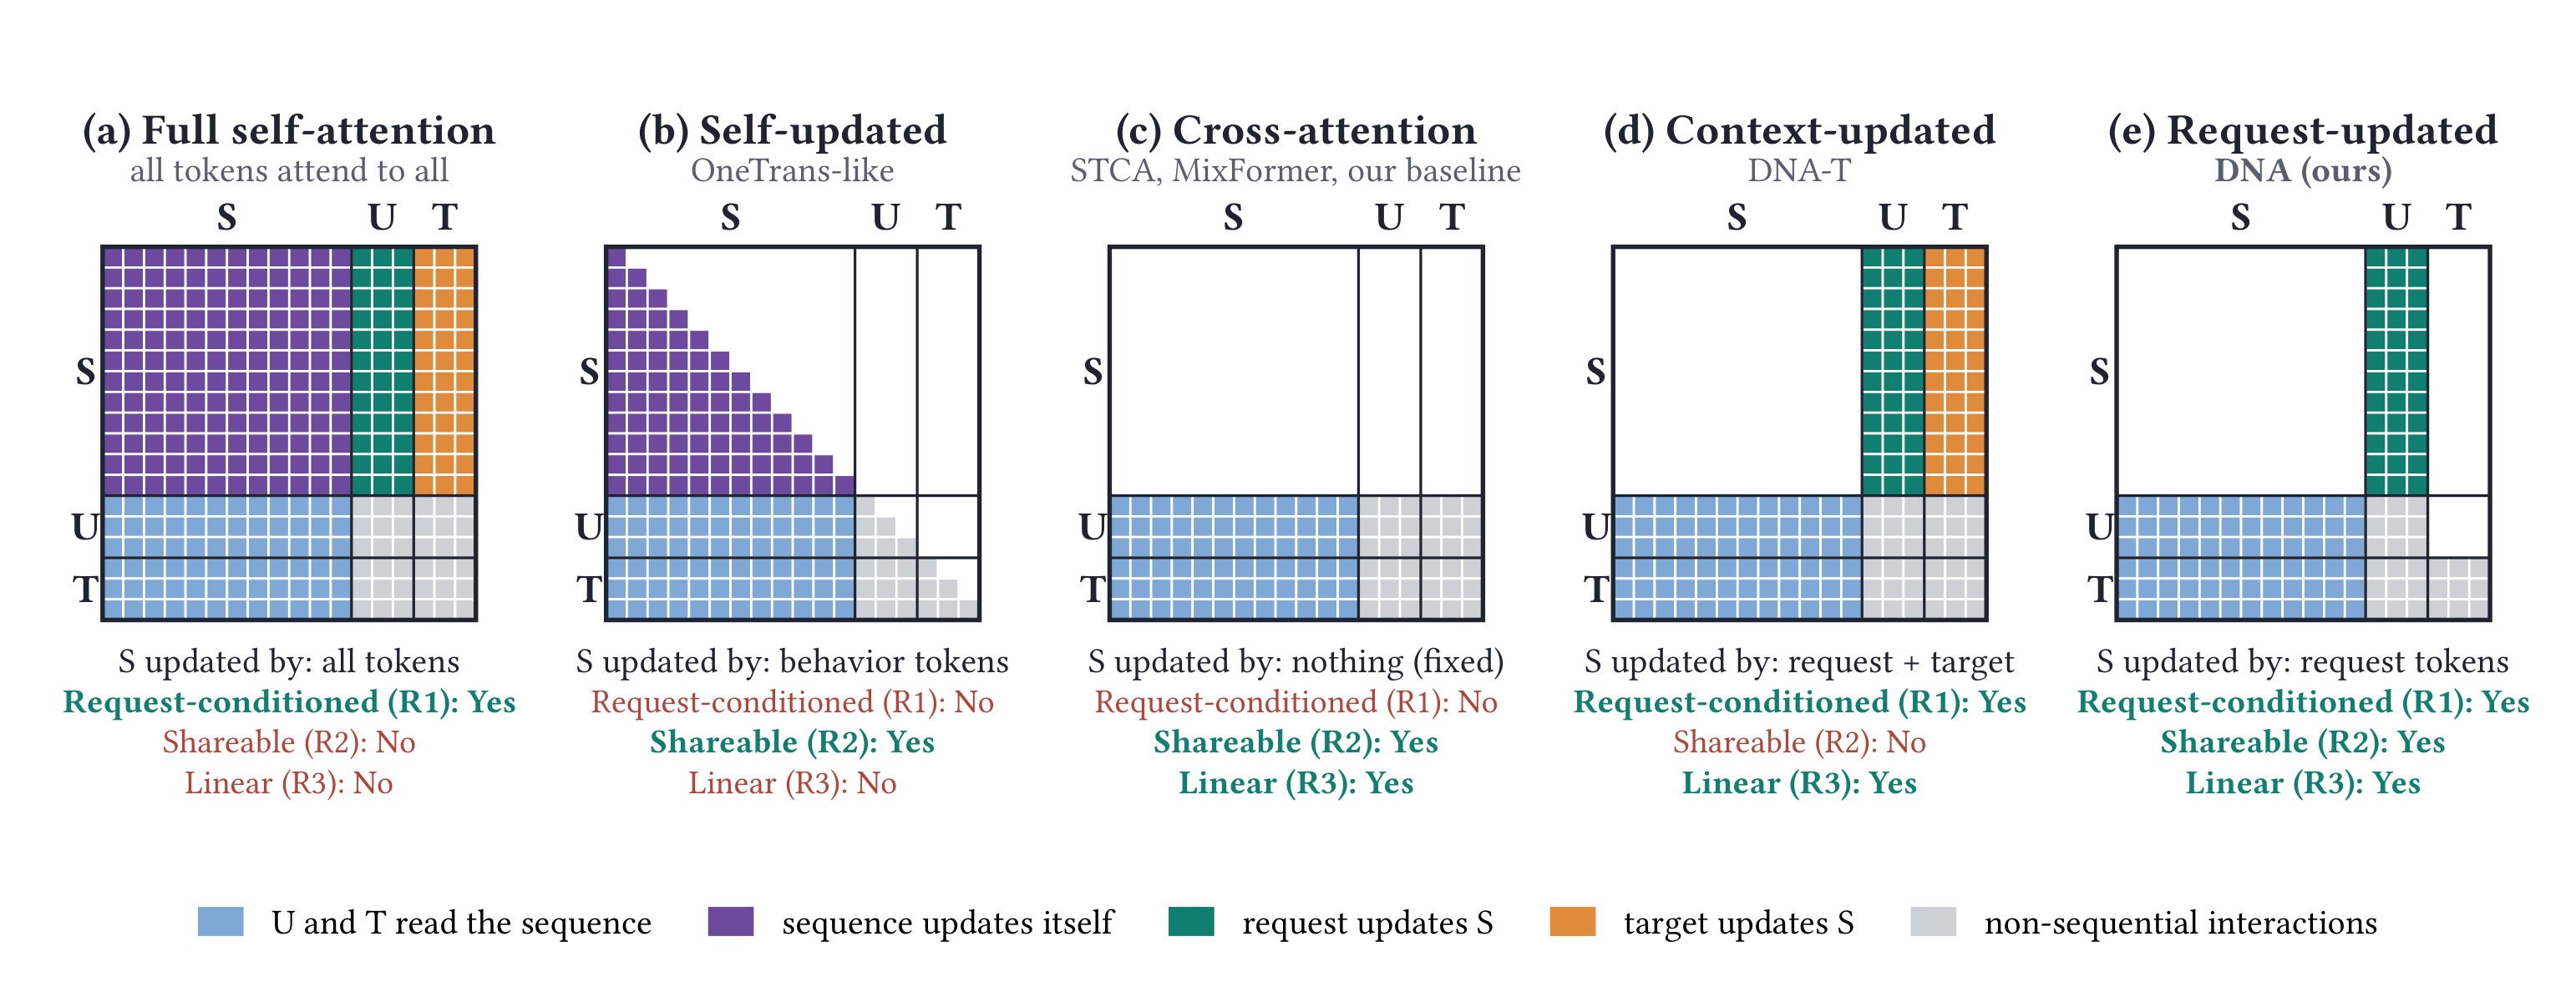 (a) Full self-attention
all tokens attend to all
S U T
S
U
T
S updated by: all tokens
Request-conditioned (R1): Yes
Shareable (R2): No
Linear (R3): No
(b) Self-updated
OneTrans-like
S U T
S
U
T
S updated by: behavior tokens
Request-conditioned (R1): No
Shareable (R2): Yes
Linear (R3): No
(c) Cross-attention
STCA, MixFormer, our baseline
S U T
S
U
T
S updated by: nothing (fixed)
Request-conditioned (R1): No
Shareable (R2): Yes
Linear (R3): Yes
(d) Context-updated
DNA-T
S U T
S
U
T
S updated by: request + target
Request-conditioned (R1): Yes
Shareable (R2): No
Linear (R3): Yes
(e) Request-updated
DNA (ours)
S U T
S
U
T
S updated by: request tokens
Request-conditioned (R1): Yes
Shareable (R2): Yes
Linear (R3): Yes
U and T read the sequence
sequence updates itself
request updates S
target updates S
non-sequential interactions